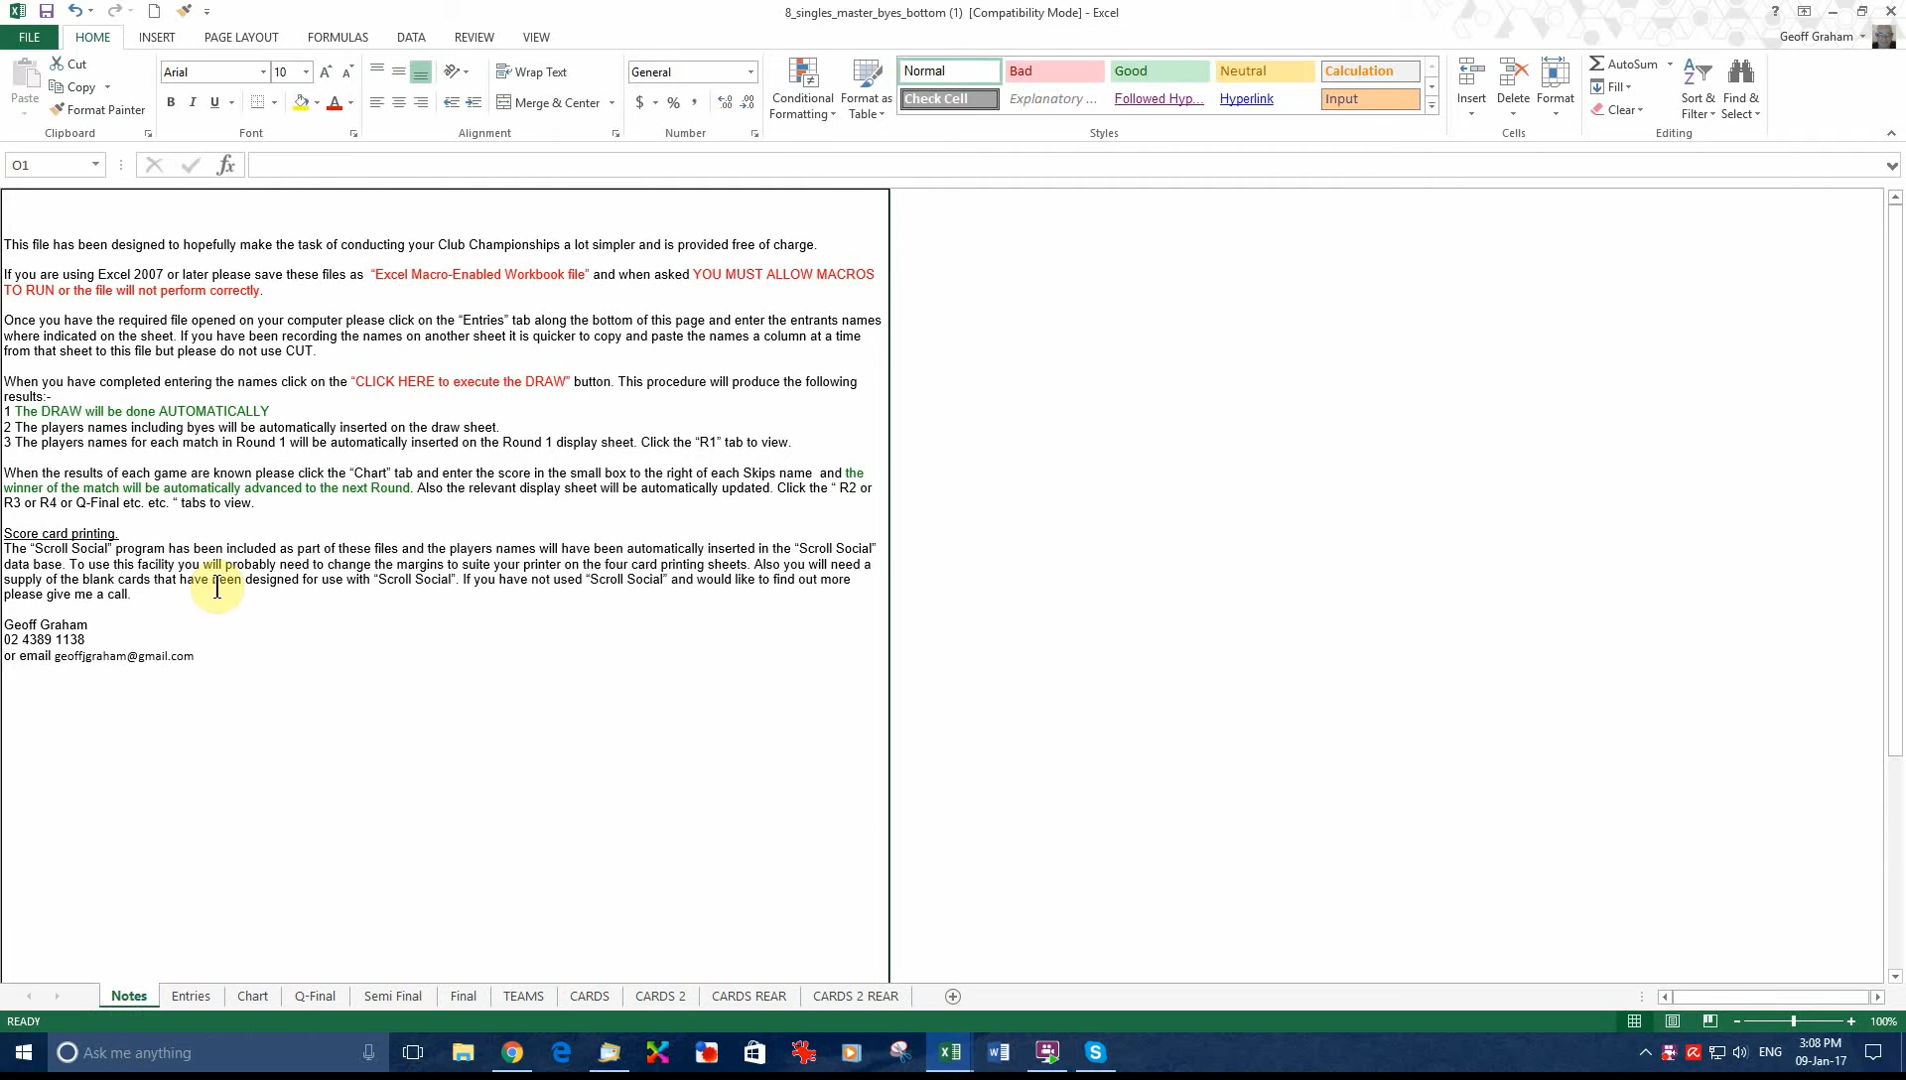 8_singles_master_byes_bottom (1) [Compatibility Mode] - Excel
FILE HOME INSERT PAGE LAYOUT FORMULAS DATA REVIEW VIEW Geoff Graham
Paste
Cut
Copy
Format Painter
Clipboard
Arial 10
B I U
Font
Wrap Text
Merge & Center
Alignment
General
$ %
Number
Conditional Formatting
Format as Table
Normal Bad Good Neutral Calculation
Check Cell Explanatory ... Followed Hyp... Hyperlink Input
Styles
Insert Delete Format
Cells
AutoSum
Fill
Clear
Sort & Filter
Find & Select
Editing
O1
This file has been designed to hopefully make the task of conducting your Club Championships a lot simpler and is provided free of charge.
If you are using Excel 2007 or later please save these files as “Excel Macro-Enabled Workbook file” and when asked YOU MUST ALLOW MACROS
TO RUN or the file will not perform correctly.
Once you have the required file opened on your computer please click on the “Entries” tab along the bottom of this page and enter the entrants names
where indicated on the sheet. If you have been recording the names on another sheet it is quicker to copy and paste the names a column at a time
from that sheet to this file but please do not use CUT.
When you have completed entering the names click on the “CLICK HERE to execute the DRAW” button. This procedure will produce the following
results:-
1 The DRAW will be done AUTOMATICALLY
2 The players names including byes will be automatically inserted on the draw sheet.
3 The players names for each match in Round 1 will be automatically inserted on the Round 1 display sheet. Click the “R1” tab to view.
When the results of each game are known please click the “Chart” tab and enter the score in the small box to the right of each Skips name and the
winner of the match will be automatically advanced to the next Round. Also the relevant display sheet will be automatically updated. Click the “ R2 or
R3 or R4 or Q-Final etc. etc. “ tabs to view.
Score card printing.
The “Scroll Social” program has been included as part of these files and the players names will have been automatically inserted in the “Scroll Social”
data base. To use this facility you will probably need to change the margins to suite your printer on the four card printing sheets. Also you will need a
supply of the blank cards that have been designed for use with “Scroll Social”. If you have not used “Scroll Social” and would like to find out more
please give me a call.
Geoff Graham
02 4389 1138
or email geoffjgraham@gmail.com
Notes Entries Chart Q-Final Semi Final Final TEAMS CARDS CARDS 2 CARDS REAR CARDS 2 REAR
READY
100%
Ask me anything
ENG
3:08 PM
09-Jan-17